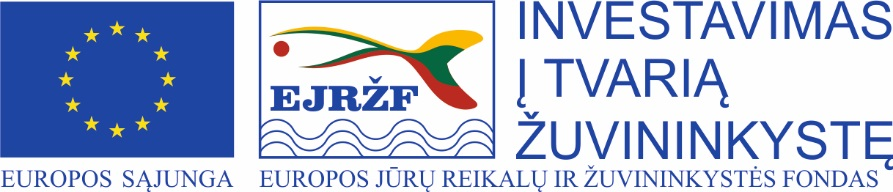 INVESTAVIMAS
Į TVARIĄ
ŽUVININKYSTĘ
EJRŽF
EUROPOS SĄJUNGA
EUROPOS JŪRŲ REIKALŲ IR ŽUVININKYSTĖS FONDAS